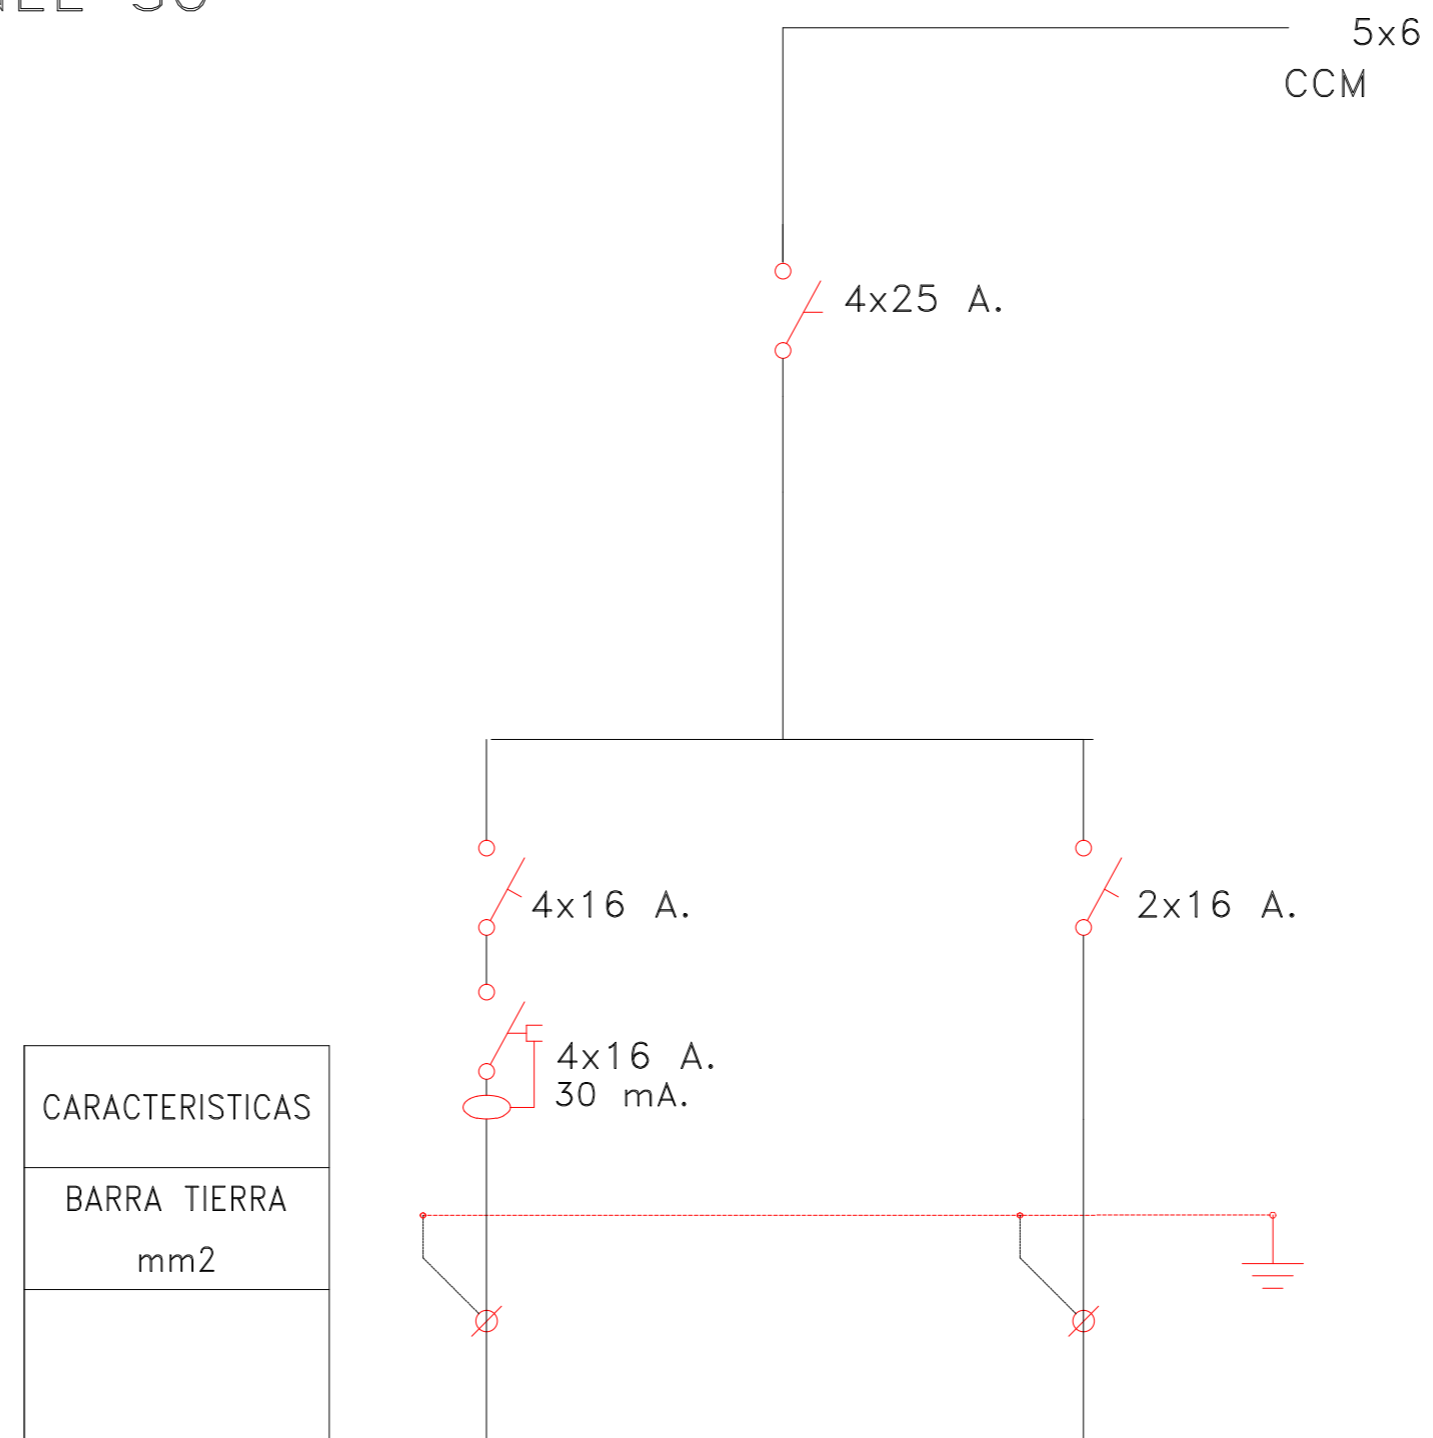 5x6
CCM
4x25 A.
4x16 A.
2x16 A.
4x16 A.
30 mA.
CARACTERISTICAS
BARRA TIERRA
mm2